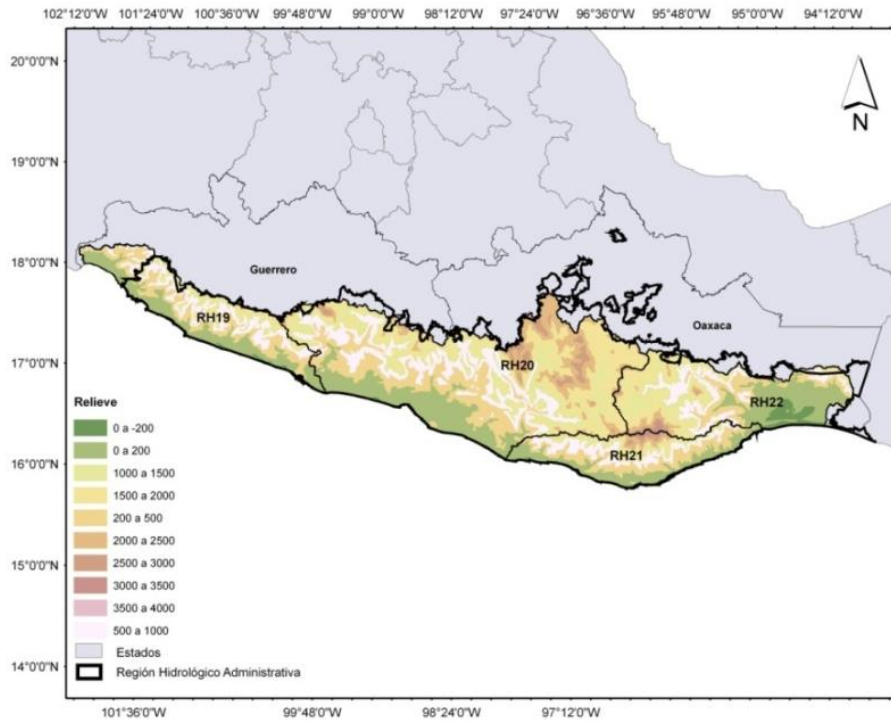 102°12'0"W 101°24'0"W 100°36'0"W 99°48'0"W 99°0'0"W 98°12'0"W 97°24'0"W 96°36'0"W 95°48'0"W 95°0'0"W 94°12'0"W
20°0'0"N
N
19°0'0"N
18°0'0"N
Guerrero
RH19
Oaxaca
17°0'0"N
RH20
RH22
RH21
16°0'0"N
15°0'0"N
14°0'0"N
Relieve
0 a -200
0 a 200
1000 a 1500
1500 a 2000
200 a 500
2000 a 2500
2500 a 3000
3000 a 3500
3500 a 4000
500 a 1000
Estados
Región Hidrológico Administrativa
101°36'0"W 99°48'0"W 98°24'0"W 97°12'0"W